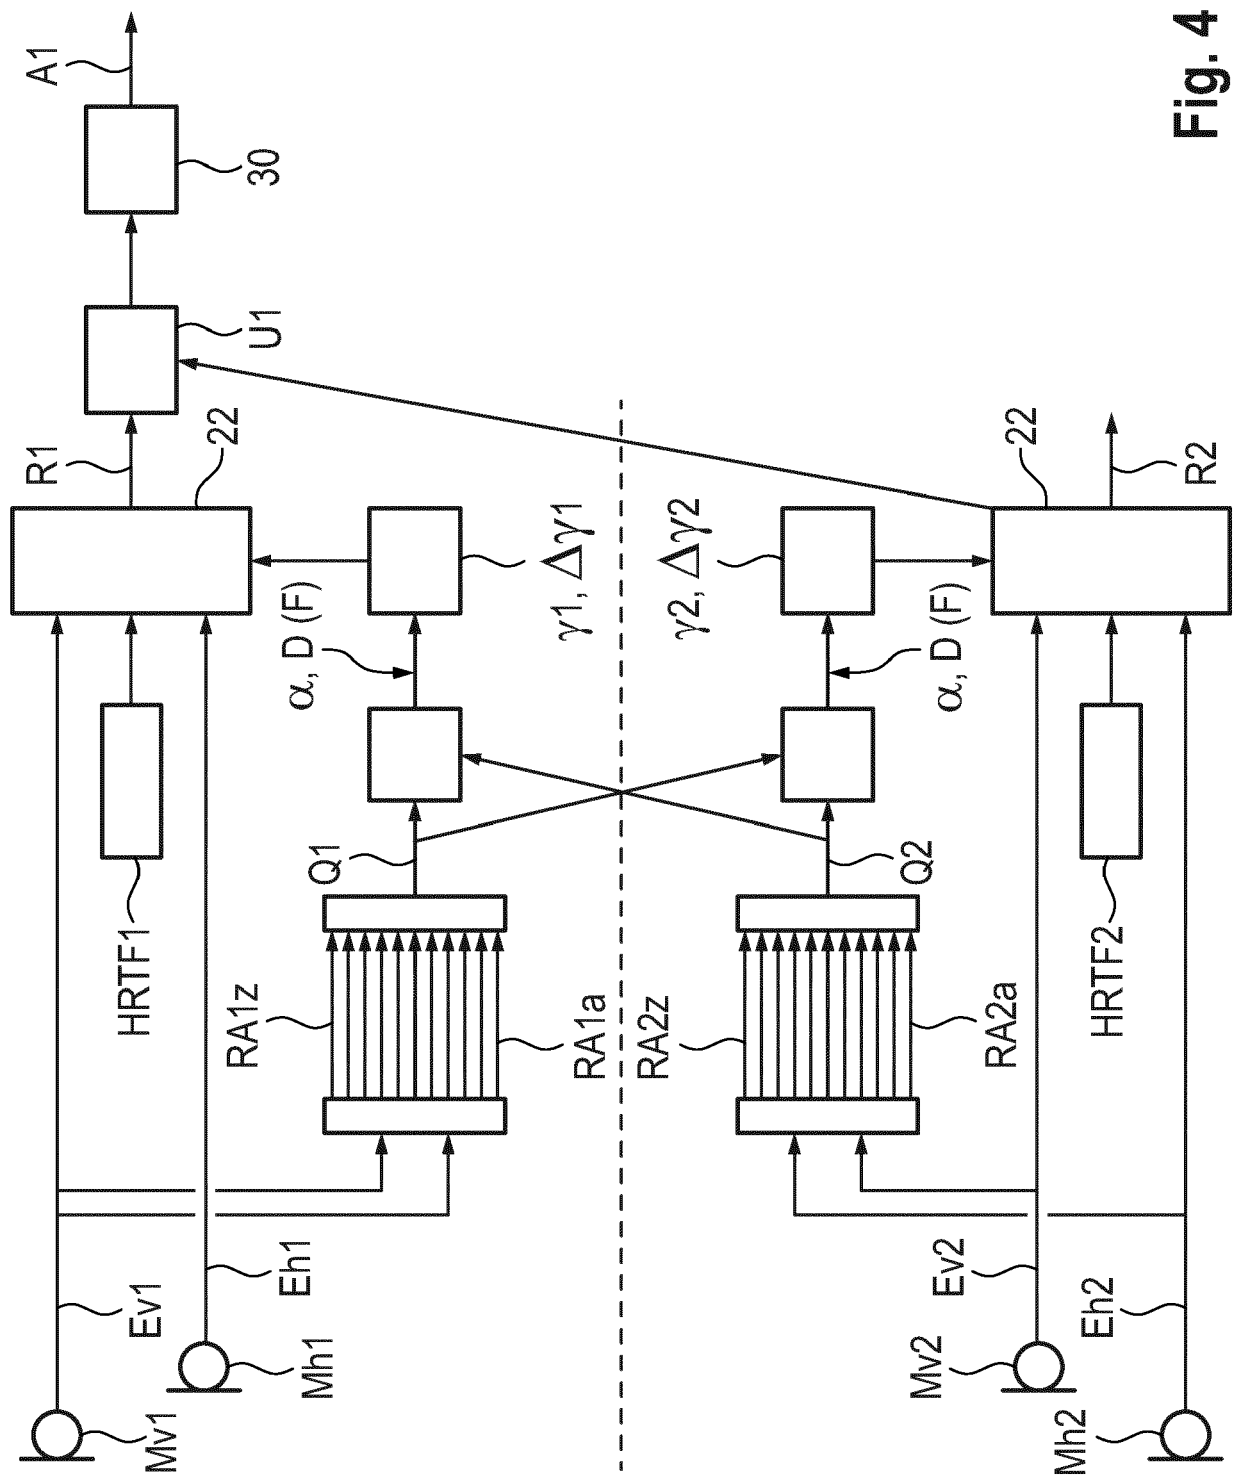 A1
30
U1
R1
22
γ1, Δγ1
α, D (F)
Q1
HRTF1
RA1z
RA1a
Ev1
Eh1
Mv1
Mh1
22
R2
γ2, Δγ2
α, D (F)
Q2
HRTF2
RA2z
RA2a
Ev2
Eh2
Mv2
Mh2
Fig. 4